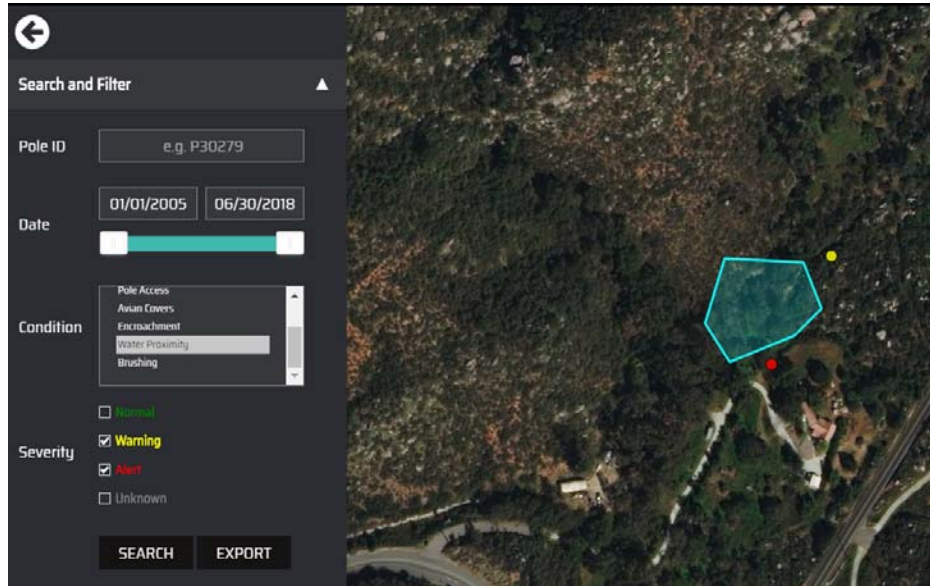 Search and Filter
Pole ID
e.g. P30279
Date
01/01/2005 06/30/2018
Condition
Pole Access
Avian Covers
Encroachment
Water Proximity
Brushing
Severity
Normal
Warning
Alert
Unknown
SEARCH EXPORT